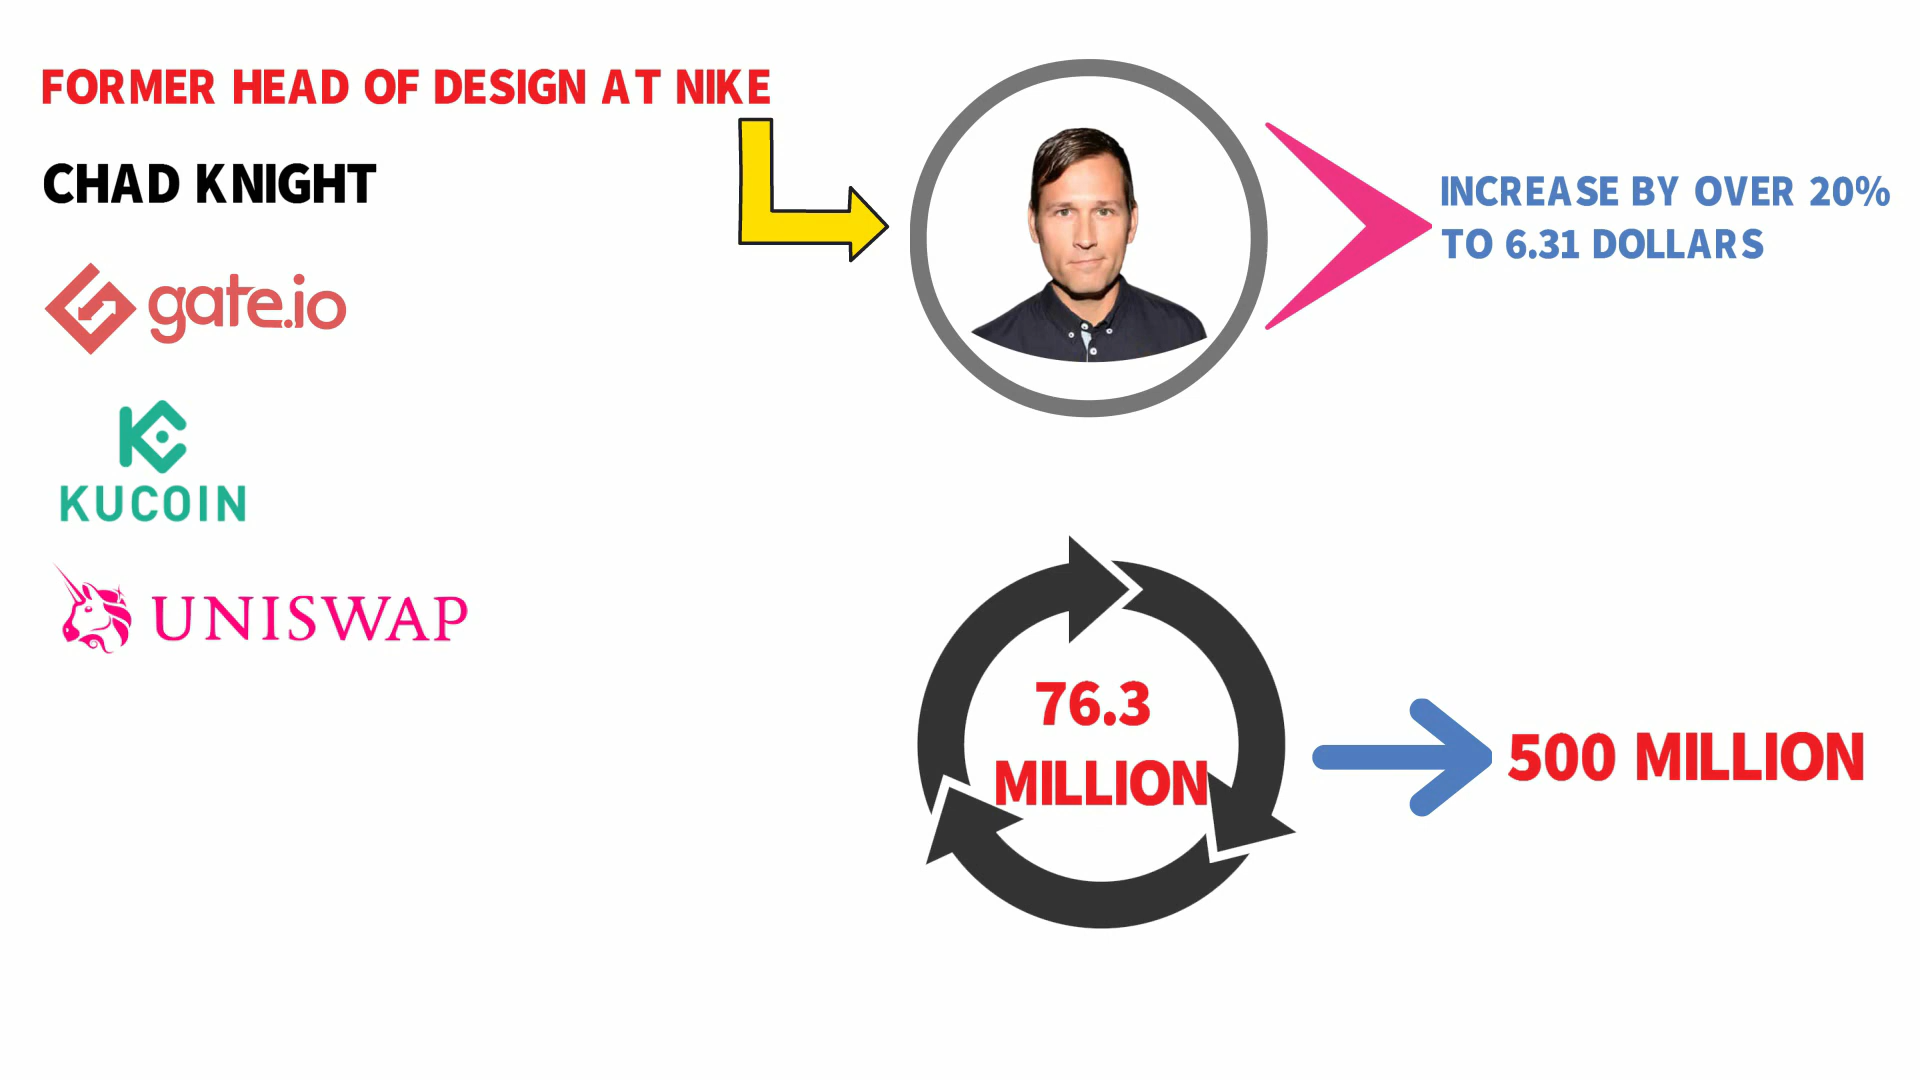 FORMER HEAD OF DESIGN AT NIKE
CHAD KNIGHT
gate.io
KUCOIN
UNISWAP
INCREASE BY OVER 20%
TO 6.31 DOLLARS
76.3
MILLION
500 MILLION